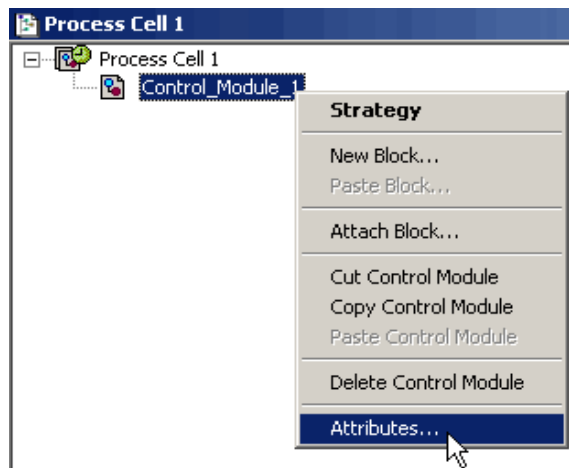 Process Cell 1
Process Cell 1
Control_Module_1
Strategy
New Block...
Paste Block...
Attach Block...
Cut Control Module
Copy Control Module
Paste Control Module
Delete Control Module
Attributes...